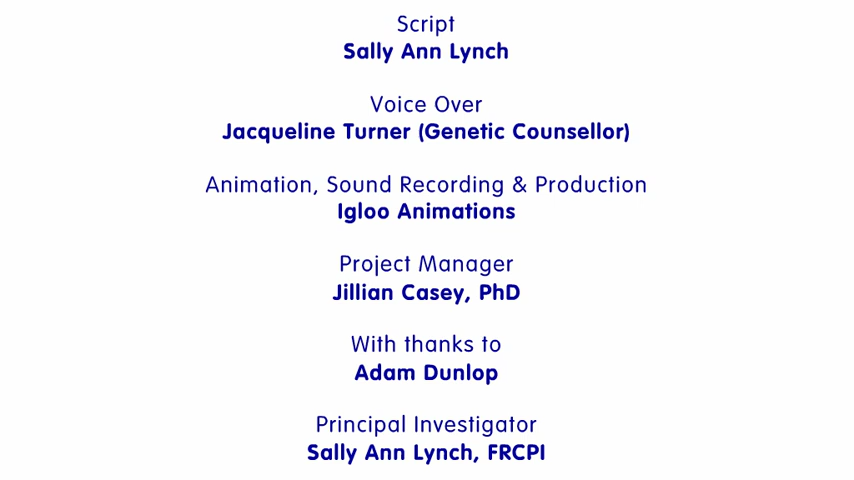 Script
Sally Ann Lynch
Voice Over
Jacqueline Turner (Genetic Counsellor)
Animation, Sound Recording & Production
Igloo Animations
Project Manager
Jillian Casey, PhD
With thanks to
Adam Dunlop
Principal Investigator
Sally Ann Lynch, FRCPI